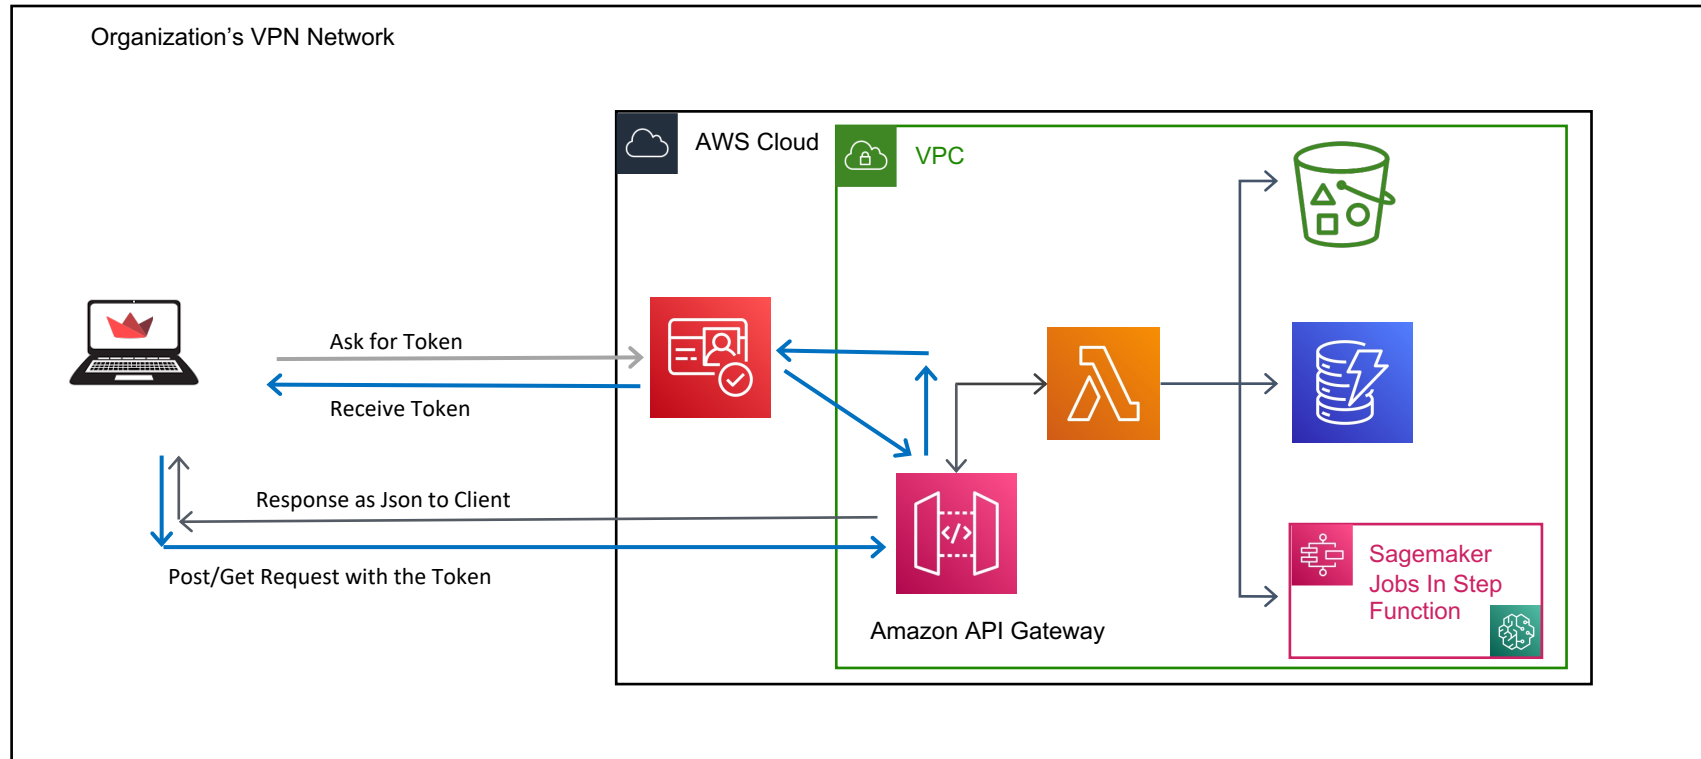 Organization's VPN Network
AWS Cloud
VPC
Ask for Token
Receive Token
Response as Json to Client
</>
Post/Get Request with the Token
Amazon API Gateway
Sagemaker
Jobs In Step
Function